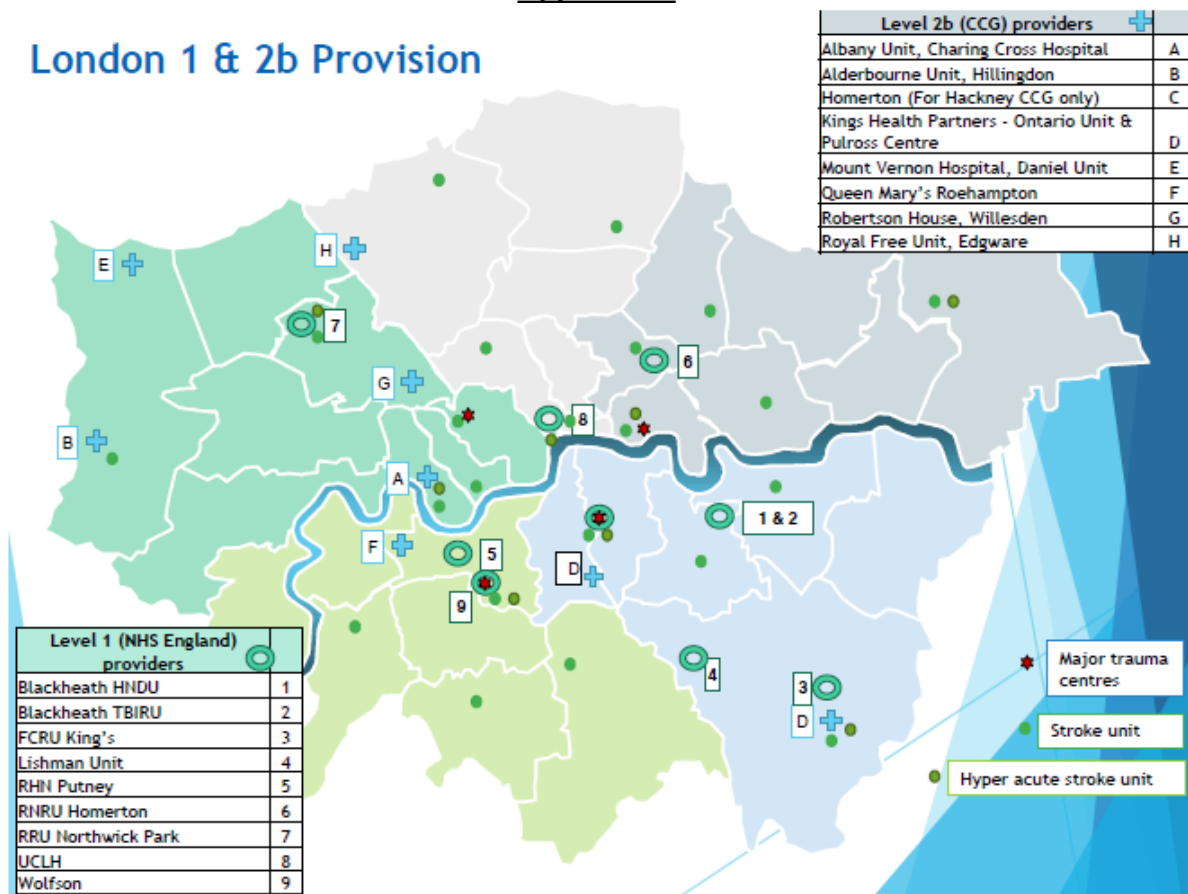 London 1 & 2b Provision
Level 2b (CCG) providers
Albany Unit, Charing Cross Hospital A
Alderbourne Unit, Hillingdon B
Homerton (For Hackney CCG only) C
Kings Health Partners - Ontario Unit &
Pulross Centre D
Mount Vernon Hospital, Daniel Unit E
Queen Mary's Roehampton F
Robertson House, Willesden G
Royal Free Unit, Edgware H
H
E
7
6
G
8
B
A
1 & 2
F
5
D
9
4
3
D
Level 1 (NHS England)
providers
Blackheath HNDU 1
Blackheath TBIRU 2
FCRU King's 3
Lishman Unit 4
RHN Putney 5
RNRU Homerton 6
RRU Northwick Park 7
UCLH 8
Wolfson 9
Major trauma
centres
Stroke unit
Hyper acute stroke unit